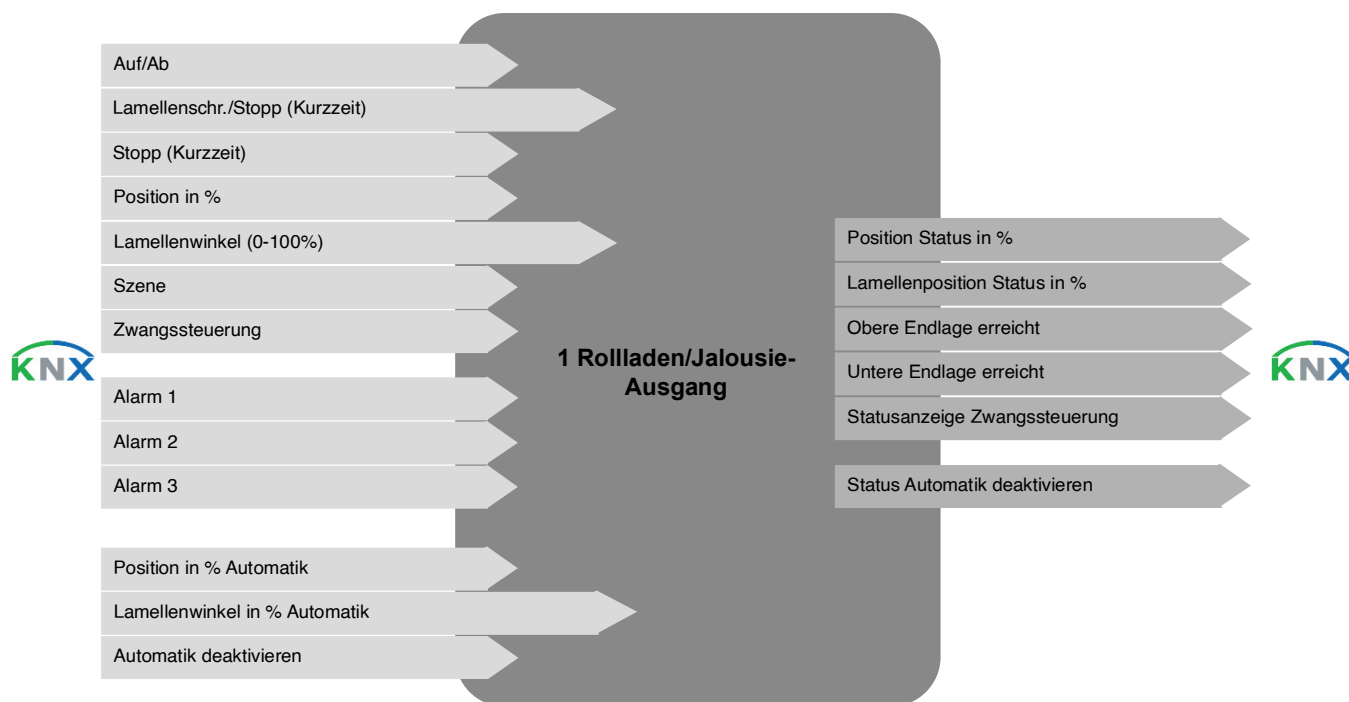 Auf/Ab
Lamellenschr./Stopp (Kurzzeit)
Stopp (Kurzzeit)
Position in %
Lamellenwinkel (0-100%)
Szene
Zwangssteuerung
KNX
Alarm 1
Alarm 2
Alarm 3
Position in % Automatik
Lamellenwinkel in % Automatik
Automatik deaktivieren
1 Rollladen/Jalousie-
Ausgang
Position Status in %
Lamellenposition Status in %
Obere Endlage erreicht
Untere Endlage erreicht
Statusanzeige Zwangssteuerung
Status Automatik deaktivieren
KNX